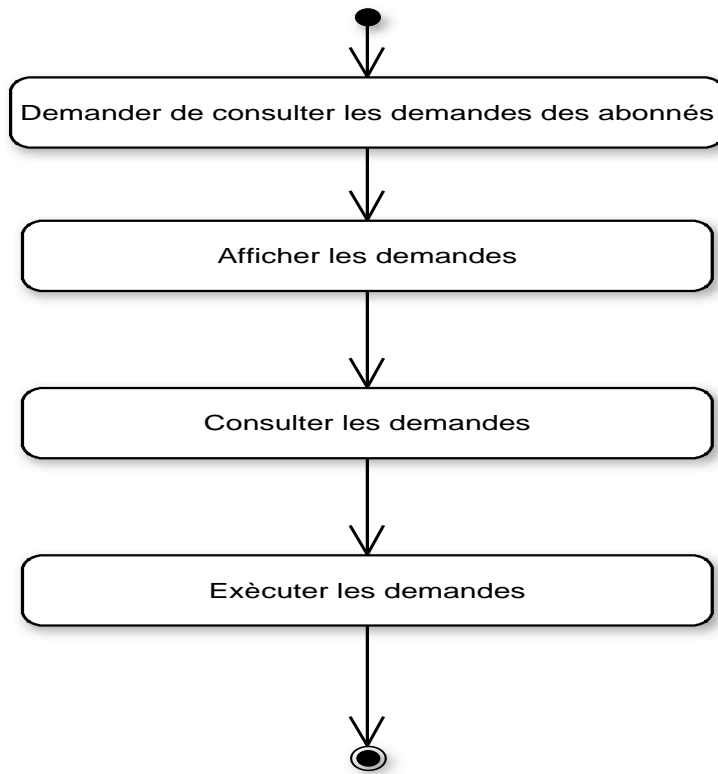 Demander de consulter les demandes des abonnés
Afficher les demandes
Consulter les demandes
Exècuter les demandes